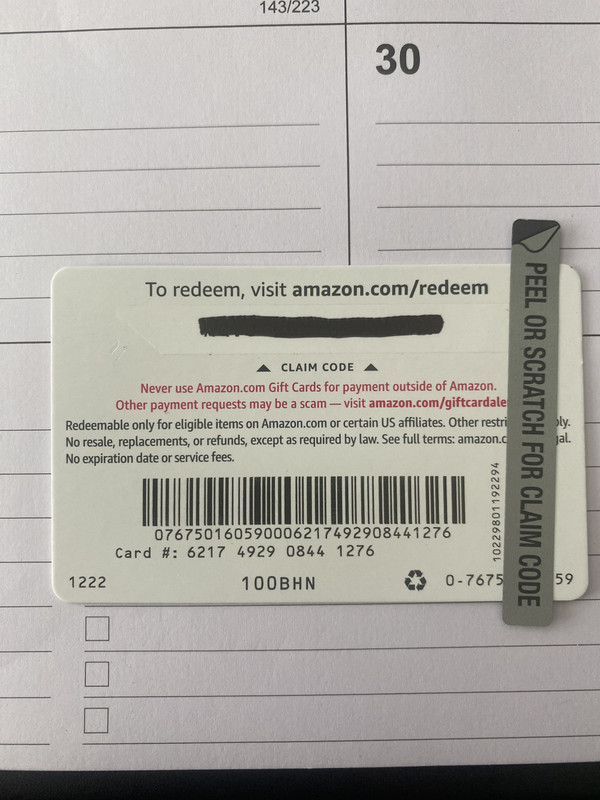 143/223
30
To redeem, visit amazon.com/redeem
CLAIM CODE
Never use Amazon.com Gift Cards for payment outside of Amazon.
Other payment requests may be a scam — visit
Redeemable only for eligible items on Amazon.com or certain US affiliates. Other
No resale, replacements, or refunds, except as required by law. See full terms:
No expiration date or service fees.
076750160590006217492908441276
Card #: 6217 4929 0844 1276
1222
100BHN
10229801192294
PEEL OR SCRATCH FOR CLAIM CODE